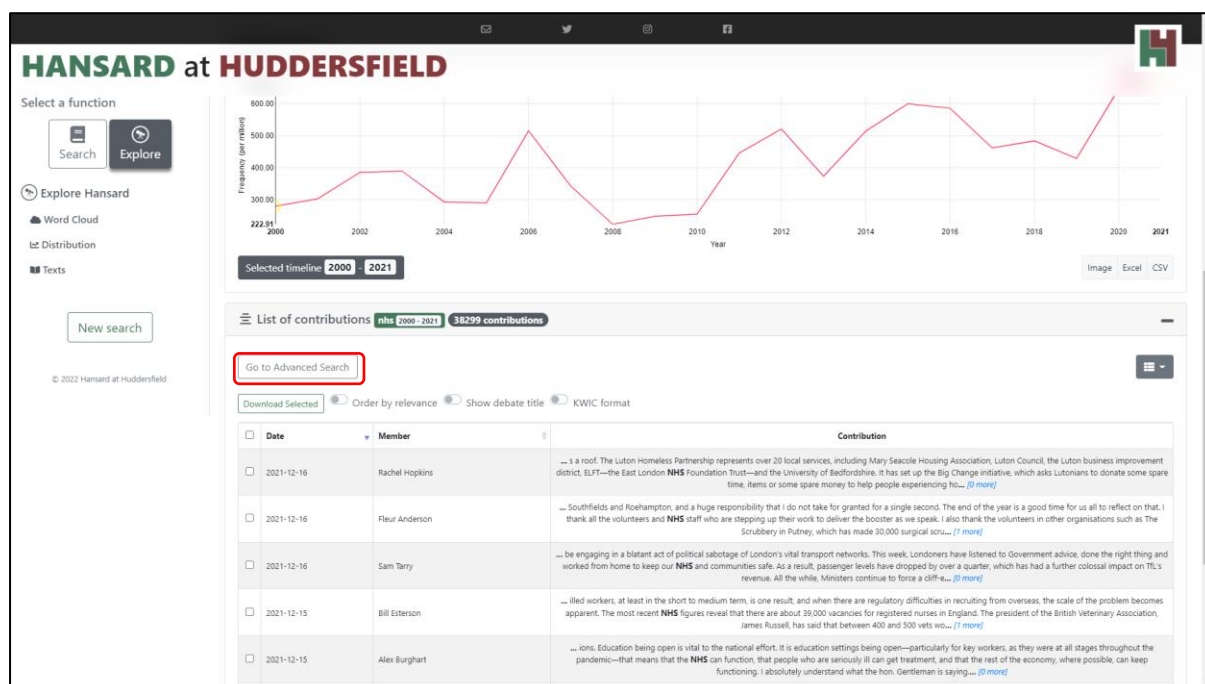 HANSARD at HUDDERSFIELD
Select a function
Search
Explore
Explore Hansard
Word Cloud
Distribution
Texts
New search
© 2022 Hansard at Huddersfield
Frequency (per million)
600.00
500.00
400.00
300.00
222.91
2000 2002 2004 2006 2008 2010 2012 2014 2016 2018 2020 2021
Year
Selected timeline 2000 - 2021
Image Excel CSV
List of contributions nhs 2000 - 2021 38299 contributions
Go to Advanced Search
Download Selected Order by relevance Show debate title KWIC format
Date Member Contribution
2021-12-16 Rachel Hopkins
... s a roof. The Luton Homeless Partnership represents over 20 local services, including Mary Seacole Housing Association, Luton Council, the Luton business improvement
district, ELFT—the East London NHS Foundation Trust—and the University of Bedfordshire. It has set up the Big Change initiative, which asks Lutonians to donate some spare
time, items or some spare money to help people experiencing ho... [0 more]
2021-12-16 Fleur Anderson
... Southfields and Roehampton, and a huge responsibility that I do not take for granted for a single second. The end of the year is a good time for us all to reflect on that. I
thank all the volunteers and NHS staff who are stepping up their work to deliver the booster as we speak. I also thank the volunteers in other organisations such as The
Scrubbery in Putney, which has made 30,000 surgical scru... [1 more]
2021-12-16 Sam Tarry
... be engaging in a blatant act of political sabotage of London's vital transport networks. This week, Londoners have listened to Government advice, done the right thing and
worked from home to keep our NHS and communities safe. As a result, passenger levels have dropped by over a quarter, which has had a further colossal impact on TfL's
revenue. All the while, Ministers continue to force a cliff-e... [0 more]
2021-12-15 Bill Esterson
... illed workers, at least in the short to medium term, is one result, and when there are regulatory difficulties in recruiting from overseas, the scale of the problem becomes
apparent. The most recent NHS figures reveal that there are about 39,000 vacancies for registered nurses in England. The president of the British Veterinary Association,
James Russell, has said that between 400 and 500 vets wo... [1 more]
2021-12-15 Alex Burghart
... ions. Education being open is vital to the national effort. It is education settings being open—particularly for key workers, as they were at all stages throughout the
pandemic—that means that the NHS can function, that people who are seriously ill can get treatment, and that the rest of the economy, where possible, can keep
functioning. I absolutely understand what the hon. Gentleman is saying.... [0 more]